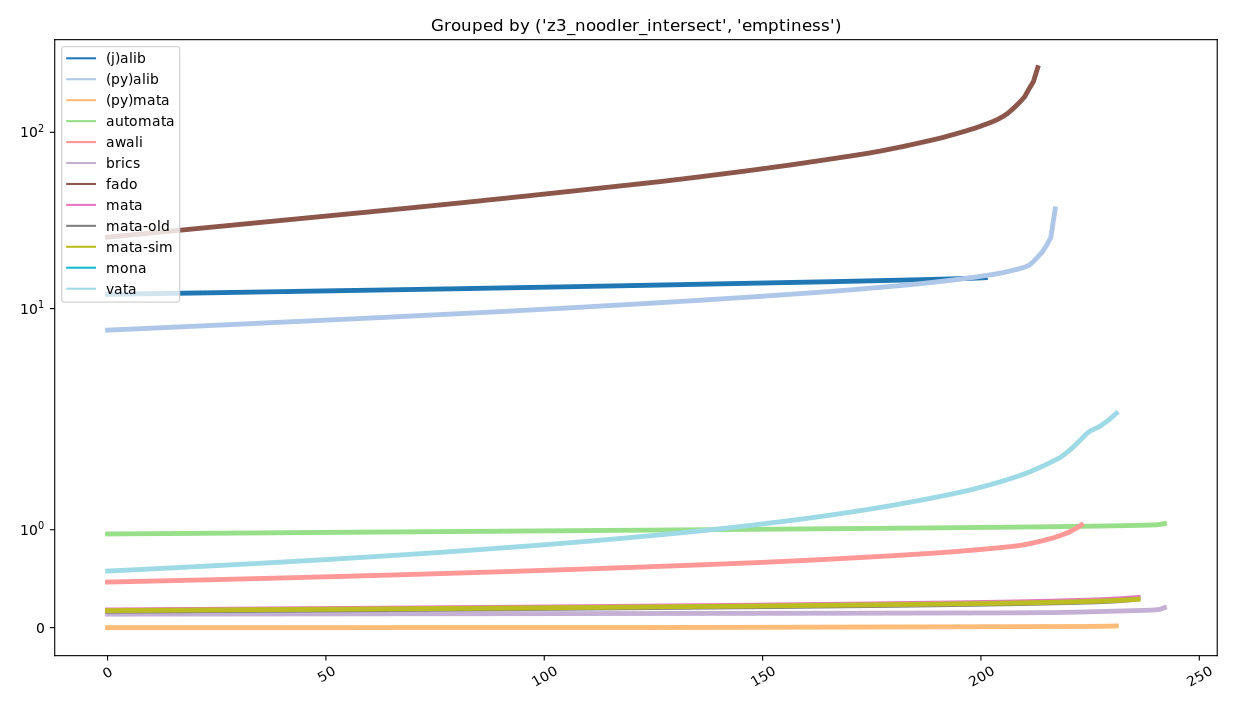 Grouped by ('z3_noodler_intersect', 'emptiness')
(j)alib
(py)alib
(py)mata
automata
awali
brics
fado
mata
mata-old
mata-sim
mona
vata
10²
10¹
10⁰
0
0
50
100
150
200
250